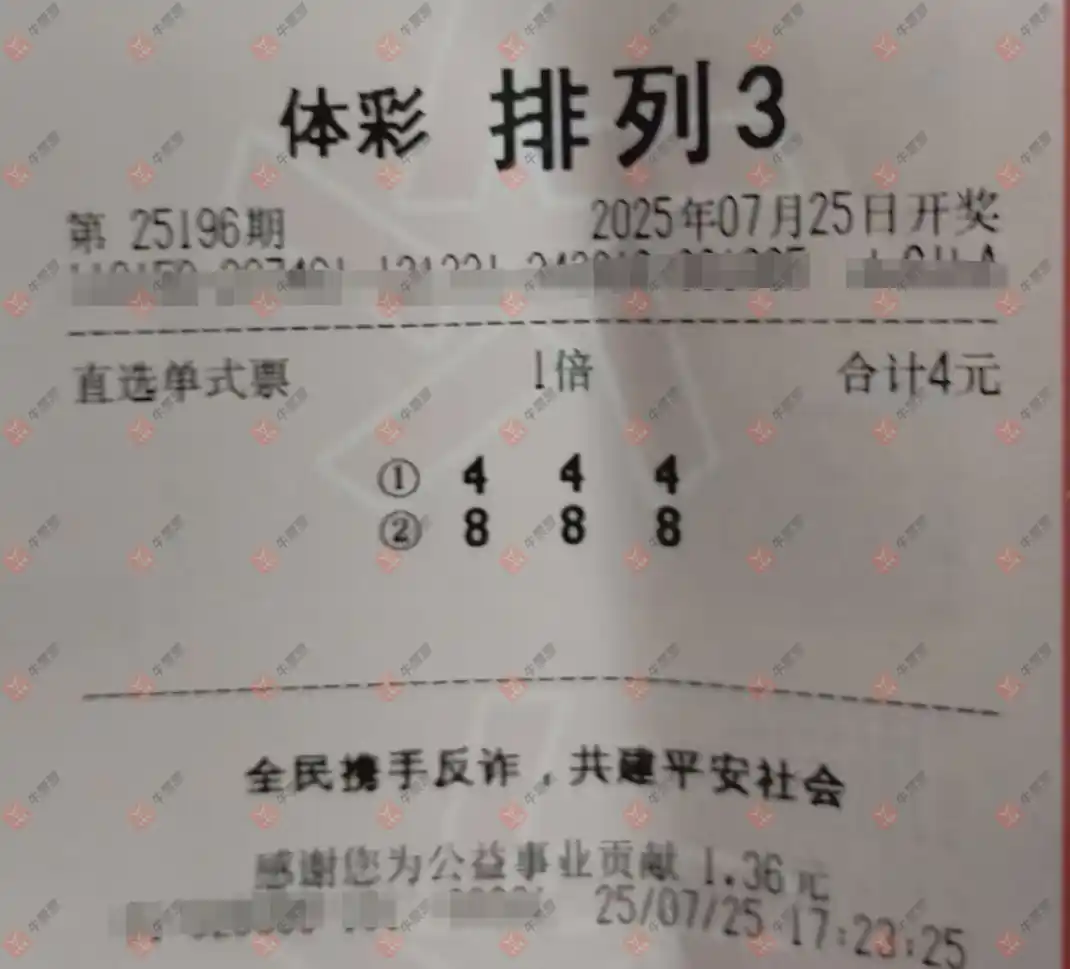 体彩 排列3
第 25196期 2025年07月25日开奖
直选单式票 1倍 合计4元
① 4 4 4
② 8 8 8
全民携手反诈，共建平安社会
感谢您为公益事业贡献 1.36元
25/07/25 17:23:25